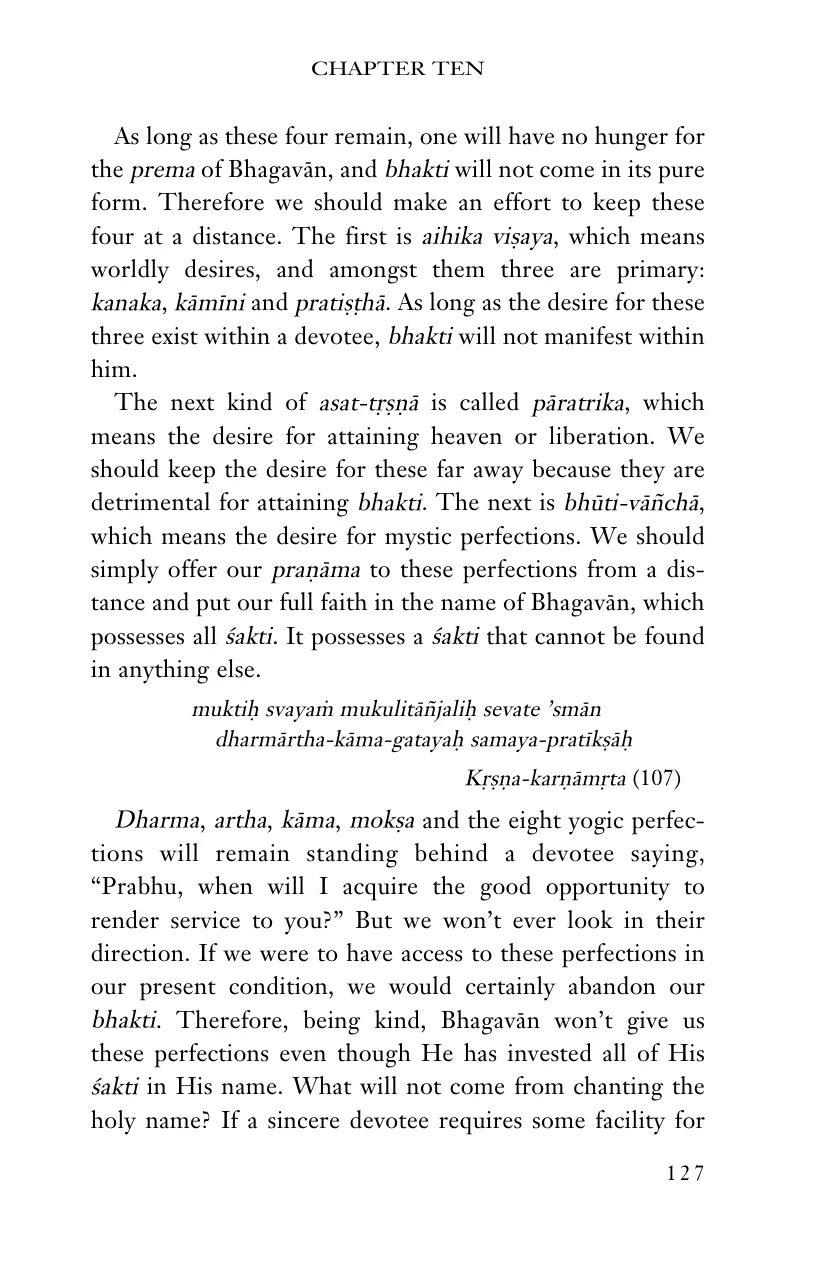 CHAPTER TEN
As long as these four remain, one will have no hunger for
the prema of Bhagavān, and bhakti will not come in its pure
form. Therefore we should make an effort to keep these
four at a distance. The first is aihika viṣaya, which means
worldly desires, and amongst them three are primary:
kanaka, kāmīni and pratiṣṭhā. As long as the desire for these
three exist within a devotee, bhakti will not manifest within
him.
The next kind of asat-tṛṣṇā is called pāratrika, which
means the desire for attaining heaven or liberation. We
should keep the desire for these far away because they are
detrimental for attaining bhakti. The next is bhūti-vāñchā,
which means the desire for mystic perfections. We should
simply offer our praṇāma to these perfections from a dis-
tance and put our full faith in the name of Bhagavān, which
possesses all śakti. It possesses a śakti that cannot be found
in anything else.
muktiḥ svayaṁ mukulitāñjaliḥ sevate ’smān
dharmārtha-kāma-gatayaḥ samaya-pratīkṣāḥ
Kṛṣṇa-karṇāmṛta (107)
Dharma, artha, kāma, mokṣa and the eight yogic perfec-
tions will remain standing behind a devotee saying,
“Prabhu, when will I acquire the good opportunity to
render service to you?” But we won’t ever look in their
direction. If we were to have access to these perfections in
our present condition, we would certainly abandon our
bhakti. Therefore, being kind, Bhagavān won’t give us
these perfections even though He has invested all of His
śakti in His name. What will not come from chanting the
holy name? If a sincere devotee requires some facility for
127